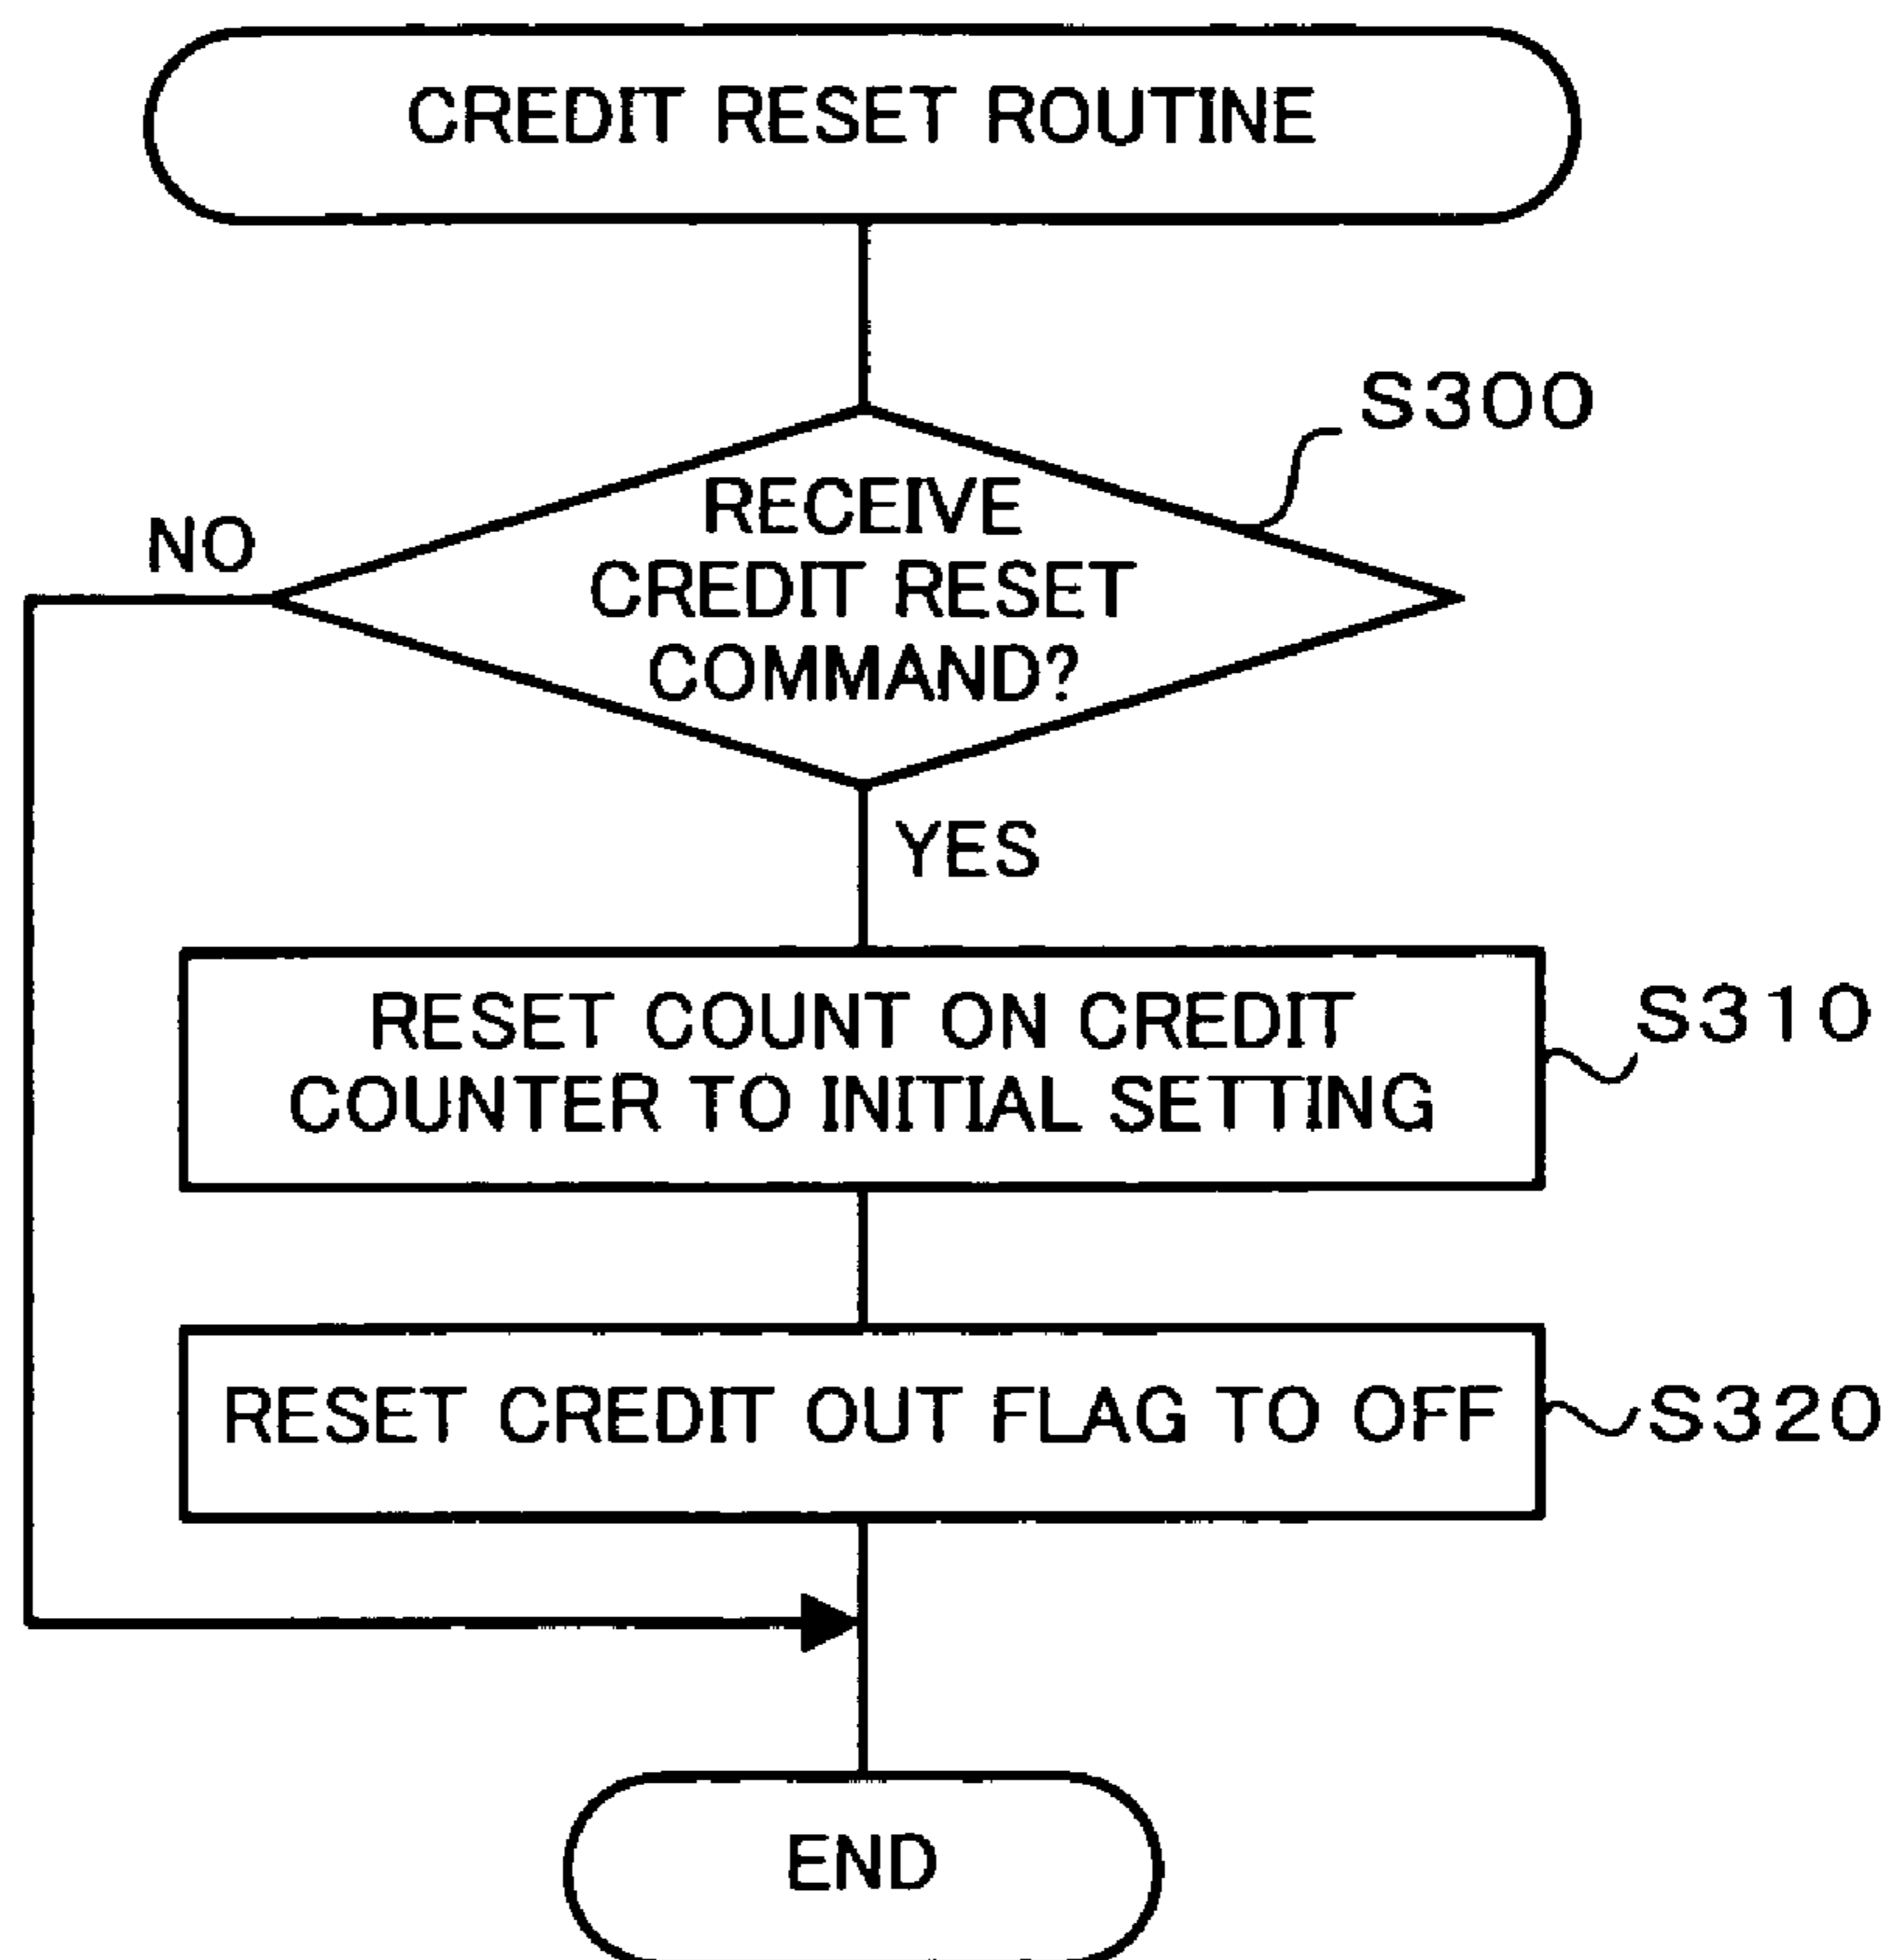 CREDIT RESET ROUTINE
S300
RECEIVE
CREDIT RESET
COMMAND?
NO
YES
RESET COUNT ON CREDIT
COUNTER TO INITIAL SETTING
S310
RESET CREDIT OUT FLAG TO OFF
S320
END